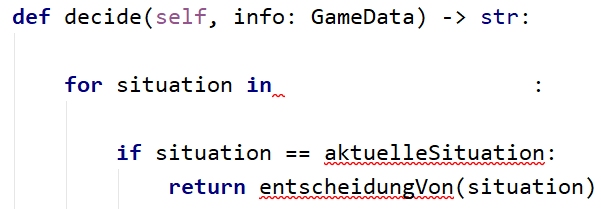 def decide(self, info: GameData) -> str:
for situation in :
if situation == aktuelleSituation:
return entscheidungVon(situation)